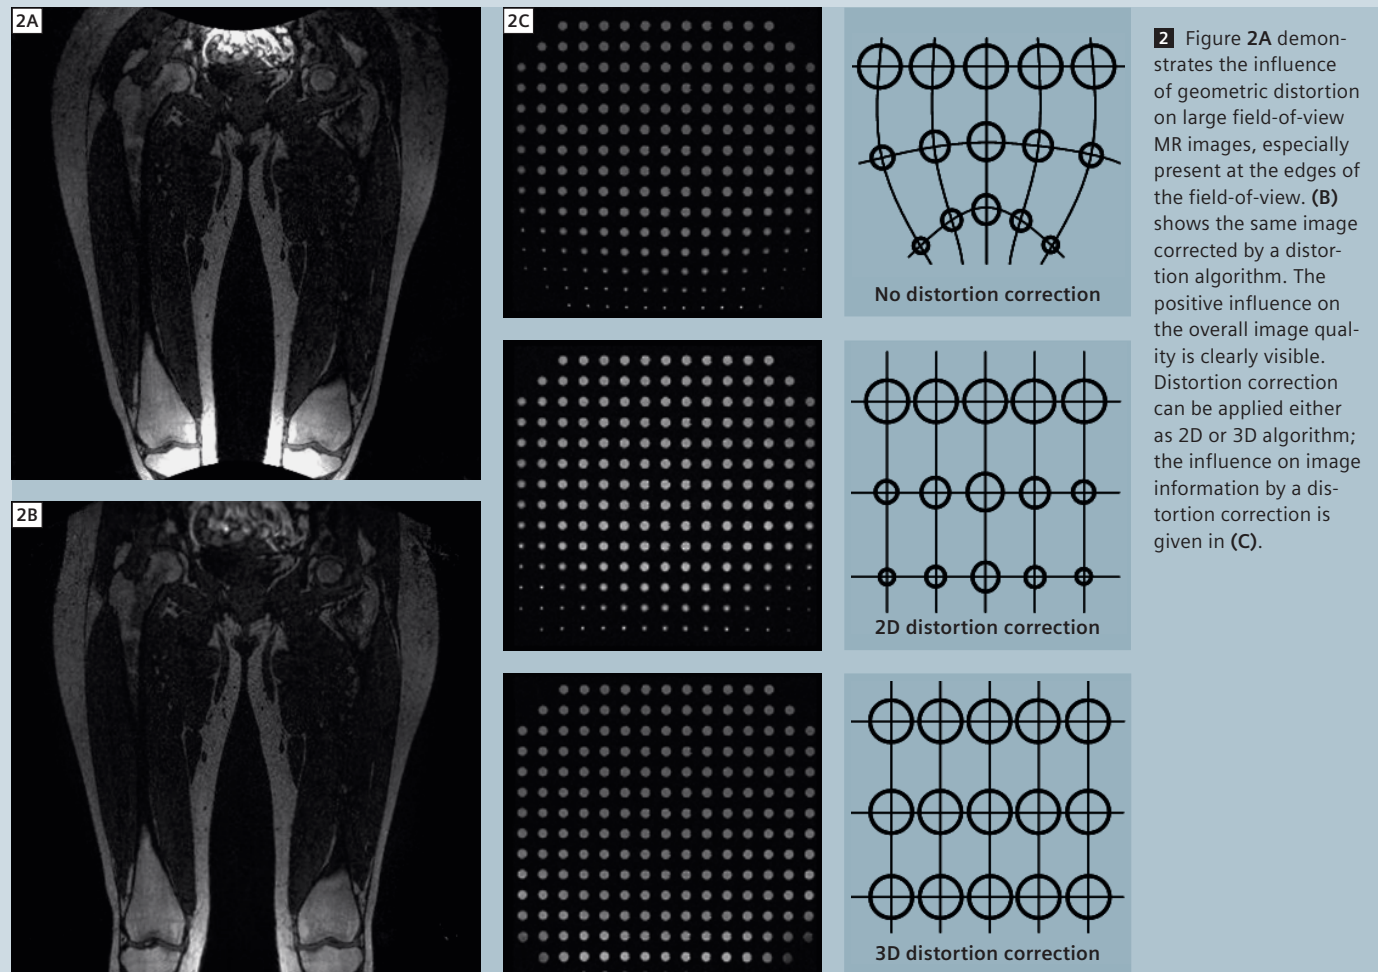 2A
2C
No distortion correction
2B
2D distortion correction
3D distortion correction
2 Figure 2A demon-
strates the influence
of geometric distortion
on large field-of-view
MR images, especially
present at the edges of
the field-of-view. (B)
shows the same image
corrected by a distor-
tion algorithm. The
positive influence on
the overall image qual-
ity is clearly visible.
Distortion correction
can be applied either
as 2D or 3D algorithm;
the influence on image
information by a dis-
tortion correction is
given in (C).